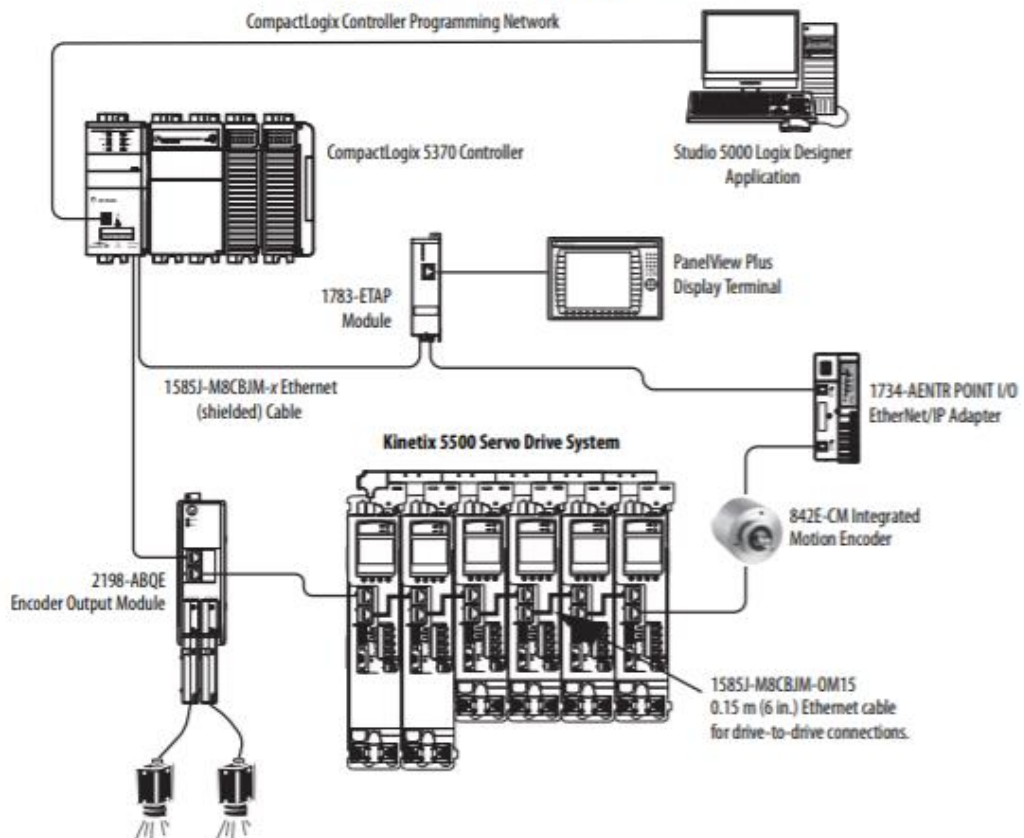 CompactLogix Controller Programming Network
CompactLogix 5370 Controller
Studio 5000 Logix Designer
Application
1783-ETAP
Module
PanelView Plus
Display Terminal
1585J-M8CBJM-x Ethernet
(shielded) Cable
1734-AENTR POINT I/O
EtherNet/IP Adapter
Kinetix 5500 Servo Drive System
842E-CM Integrated
Motion Encoder
2198-ABQE
Encoder Output Module
1585J-M8CBJM-OM15
0.15 m (6 in.) Ethernet cable
for drive-to-drive connections.